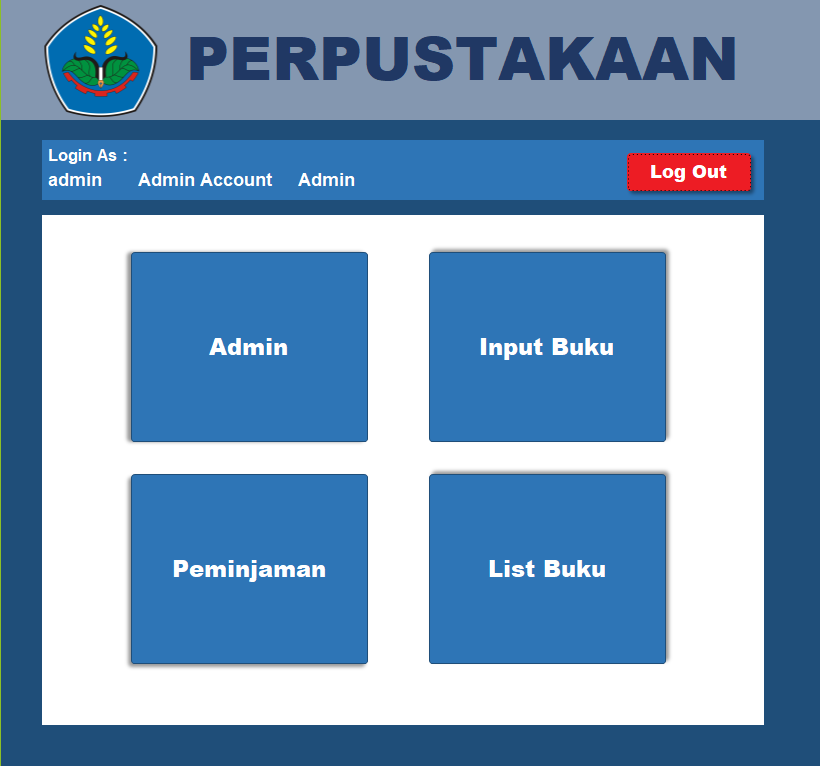 PERPUSTAKAAN
Login As :
admin Admin Account Admin
Log Out
Admin
Input Buku
Peminjaman
List Buku